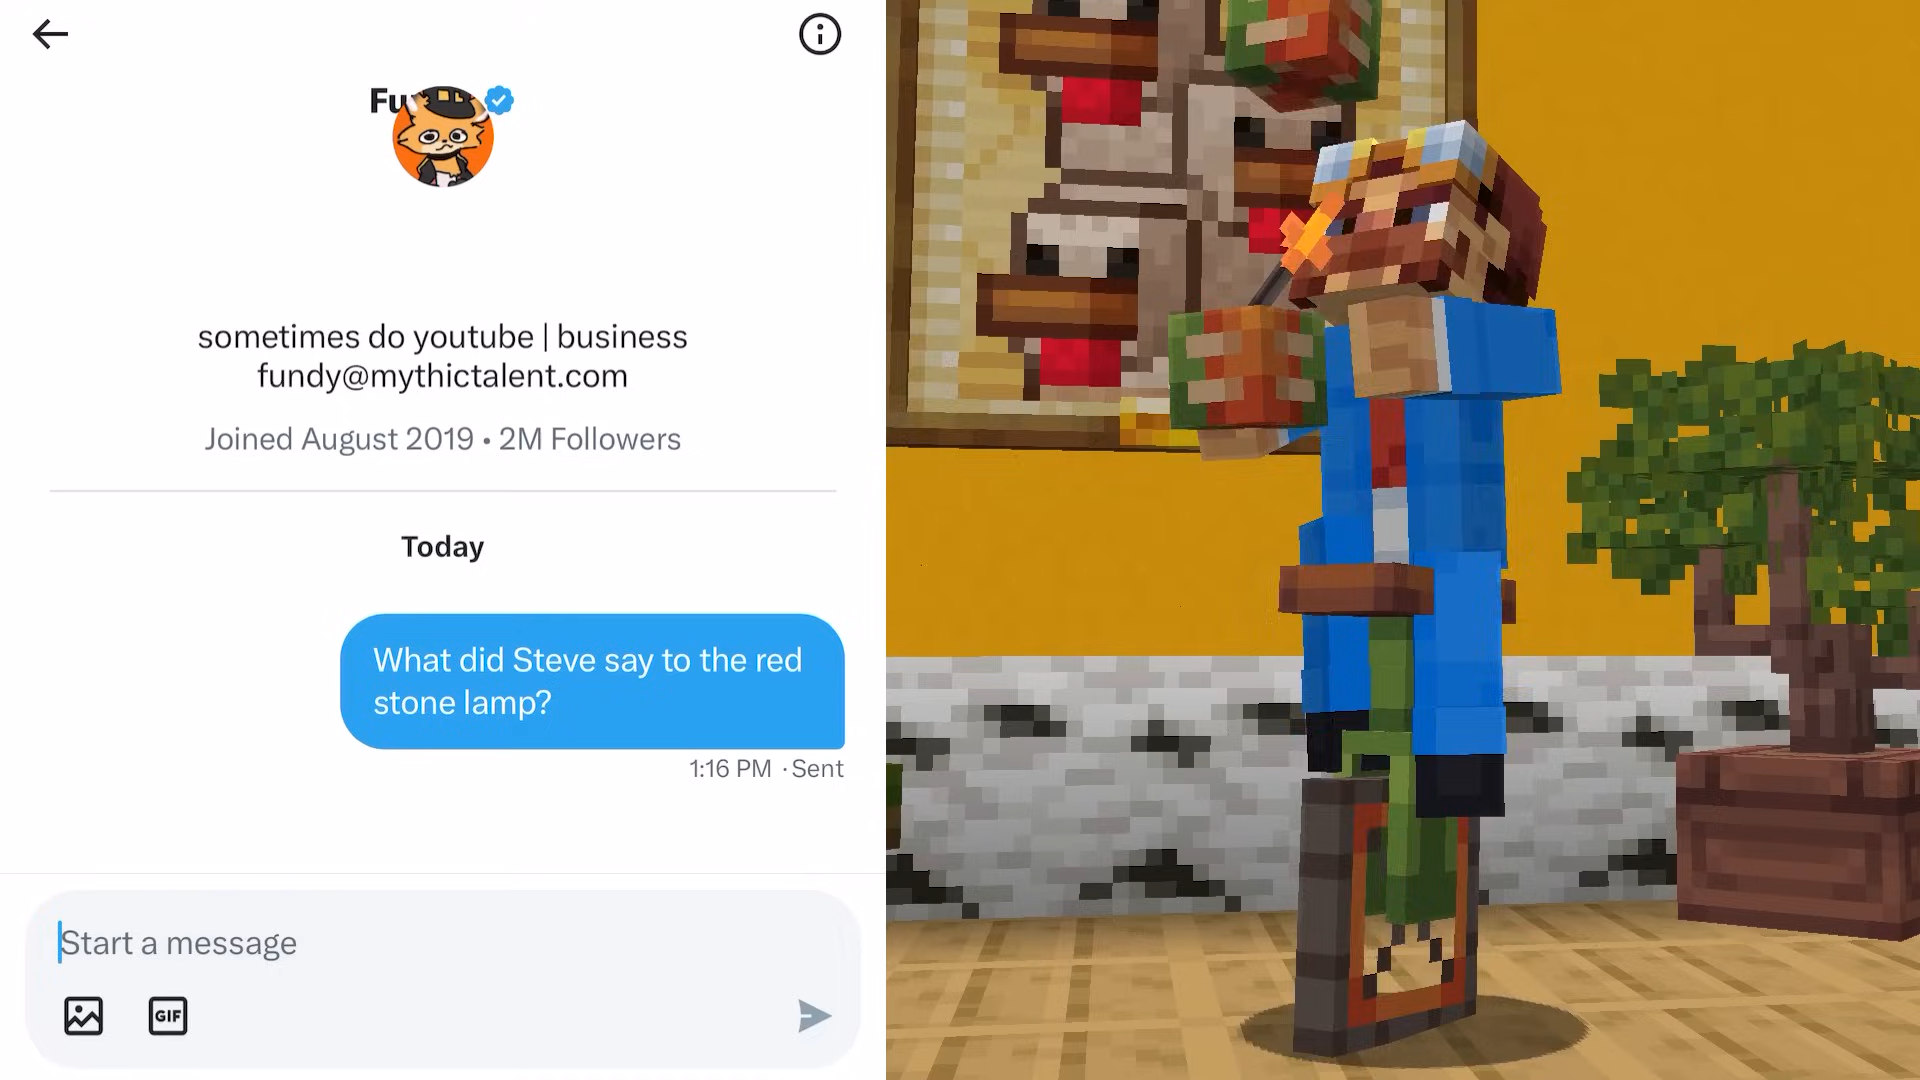 Fu
sometimes do youtube | business
fundy@mythictalent.com
Joined August 2019 • 2M Followers
Today
What did Steve say to the red
stone lamp?
1:16 PM · Sent
Start a message
GIF